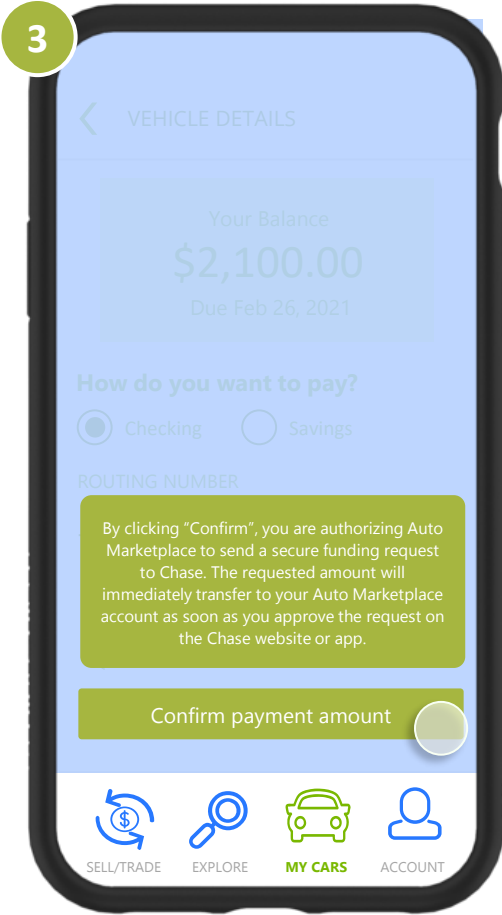 3
VEHICLE DETAILS
Your Balance
$2,100.00
Due Feb 26, 2021
How do you want to pay?
Checking Savings
ROUTING NUMBER
By clicking “Confirm”, you are authorizing Auto
Marketplace to send a secure funding request
to Chase. The requested amount will
immediately transfer to your Auto Marketplace
account as soon as you approve the request on
the Chase website or app.
Confirm payment amount
$
SELL/TRADE EXPLORE MY CARS ACCOUNT